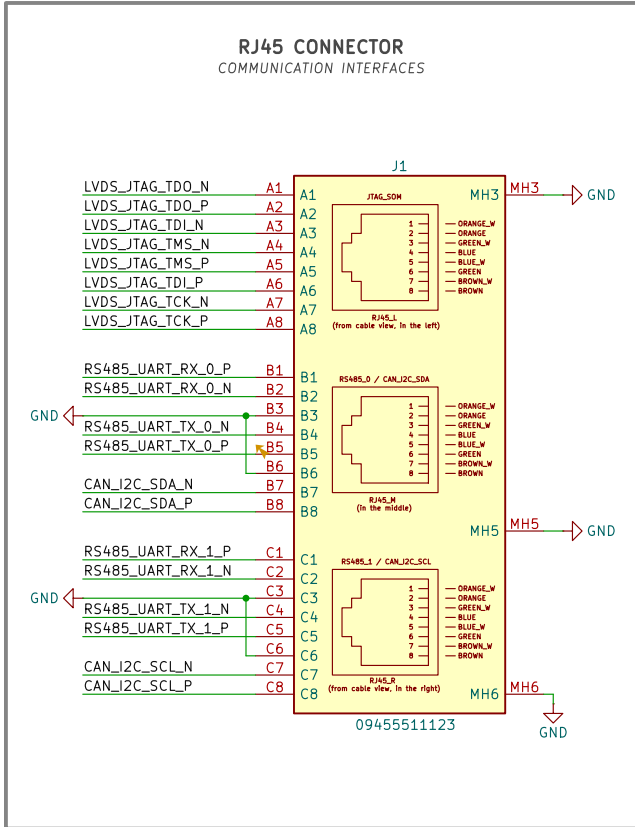 RJ45 CONNECTOR
COMMUNICATION INTERFACES
J1
LVDS_JTAG_TDO_N A1 A1
LVDS_JTAG_TDO_P A2 A2
LVDS_JTAG_TDI_N A3 A3
LVDS_JTAG_TMS_N A4 A4
LVDS_JTAG_TMS_P A5 A5
LVDS_JTAG_TDI_P A6 A6
LVDS_JTAG_TCK_N A7 A7
LVDS_JTAG_TCK_P A8 A8
JTAG_SOM
1 ORANGE_W
2 ORANGE
3 GREEN_W
4 BLUE
5 BLUE_W
6 GREEN
7 BROWN_W
8 BROWN
RJ45_L
(from cable view, in the left)
MH3 MH3 GND
RS485_UART_RX_0_P B1 B1
RS485_UART_RX_0_N B2 B2
GND B3 B3
RS485_UART_TX_0_N B4 B4
RS485_UART_TX_0_P B5 B5
B6 B6
CAN_I2C_SDA_N B7 B7
CAN_I2C_SDA_P B8 B8
RS485_0 / CAN_I2C_SDA
1 ORANGE_W
2 ORANGE
3 GREEN_W
4 BLUE
5 BLUE_W
6 GREEN
7 BROWN_W
8 BROWN
RJ45_M
(in the middle)
MH5 MH5 GND
RS485_UART_RX_1_P C1 C1
RS485_UART_RX_1_N C2 C2
GND C3 C3
RS485_UART_TX_1_N C4 C4
RS485_UART_TX_1_P C5 C5
C6 C6
CAN_I2C_SCL_N C7 C7
CAN_I2C_SCL_P C8 C8
RS485_1 / CAN_I2C_SCL
1 ORANGE_W
2 ORANGE
3 GREEN_W
4 BLUE
5 BLUE_W
6 GREEN
7 BROWN_W
8 BROWN
RJ45_R
(from cable view, in the right)
MH6 MH6
GND
09455511123